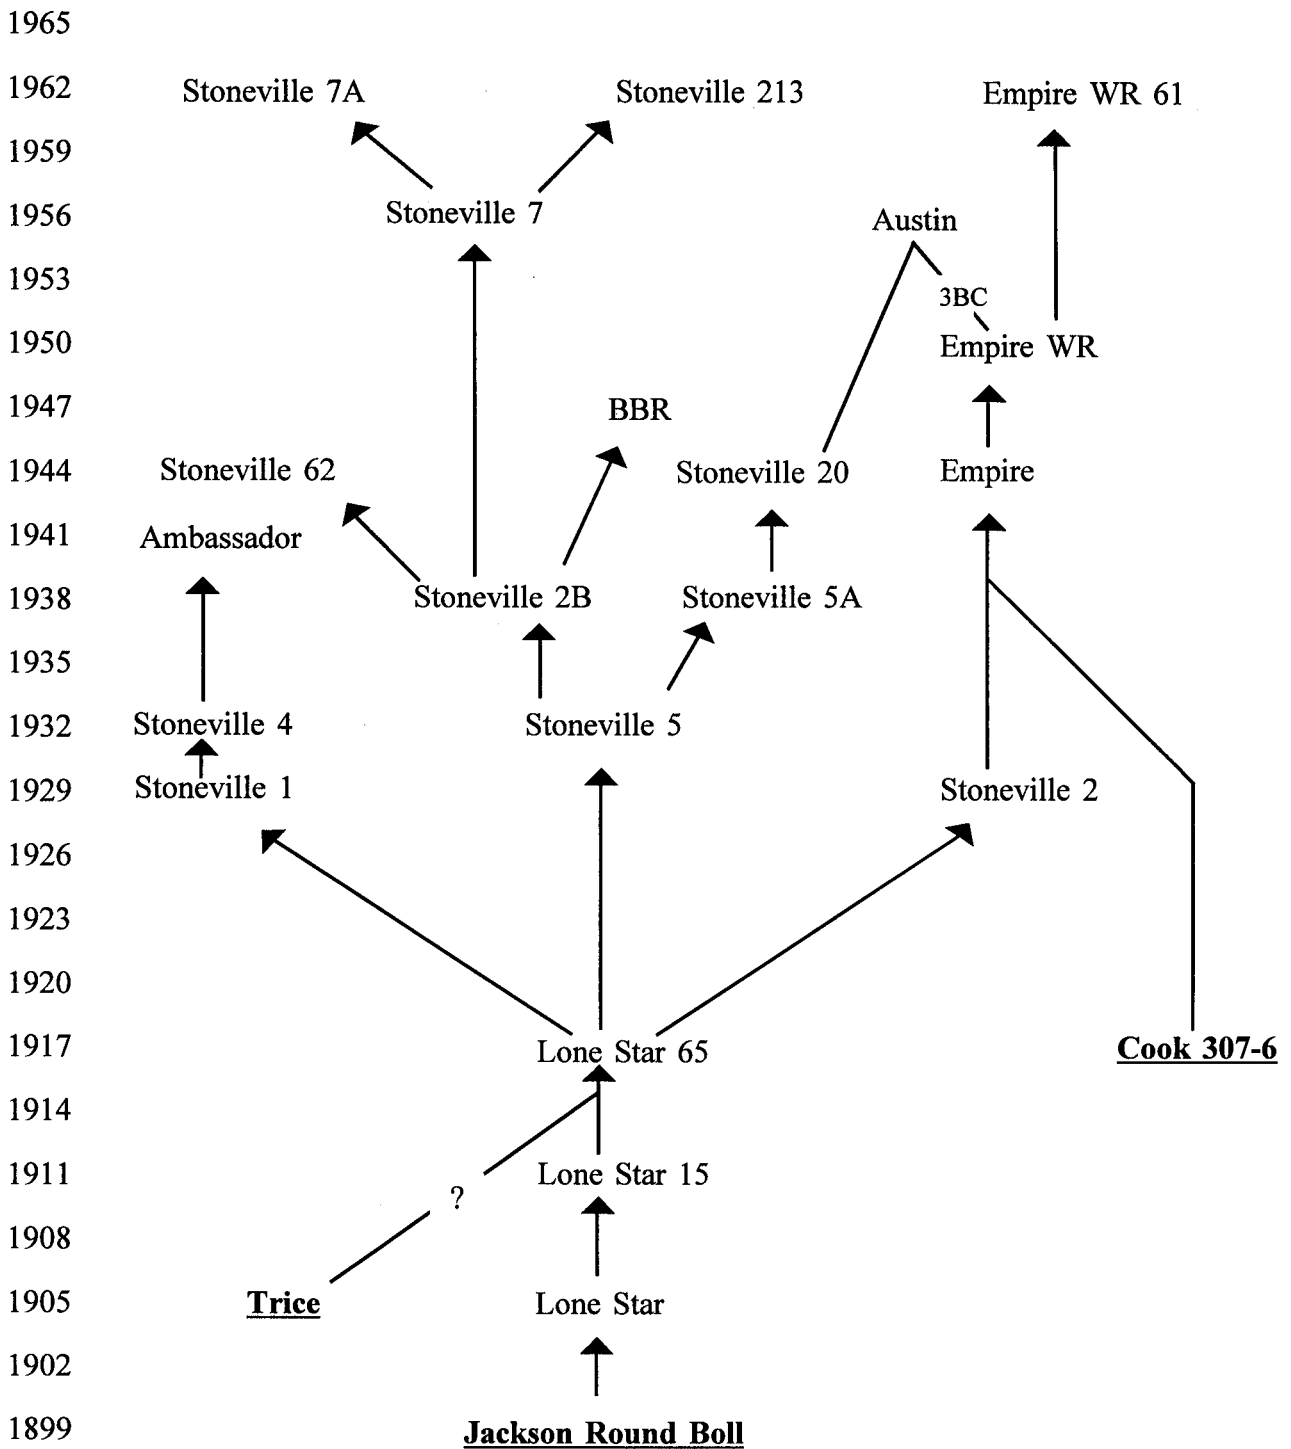 1965
1962 Stoneville 7A Stoneville 213 Empire WR 61
1959
1956 Stoneville 7 Austin
1953
3BC
1950 Empire WR
1947 BBR
1944 Stoneville 62 Stoneville 20 Empire
1941 Ambassador
1938 Stoneville 2B Stoneville 5A
1935
1932 Stoneville 4 Stoneville 5
1929 Stoneville 1 Stoneville 2
1926
1923
1920
1917 Lone Star 65 Cook 307-6
1914
1911 Lone Star 15
?
1908
1905 Trice Lone Star
1902
1899 Jackson Round Boll